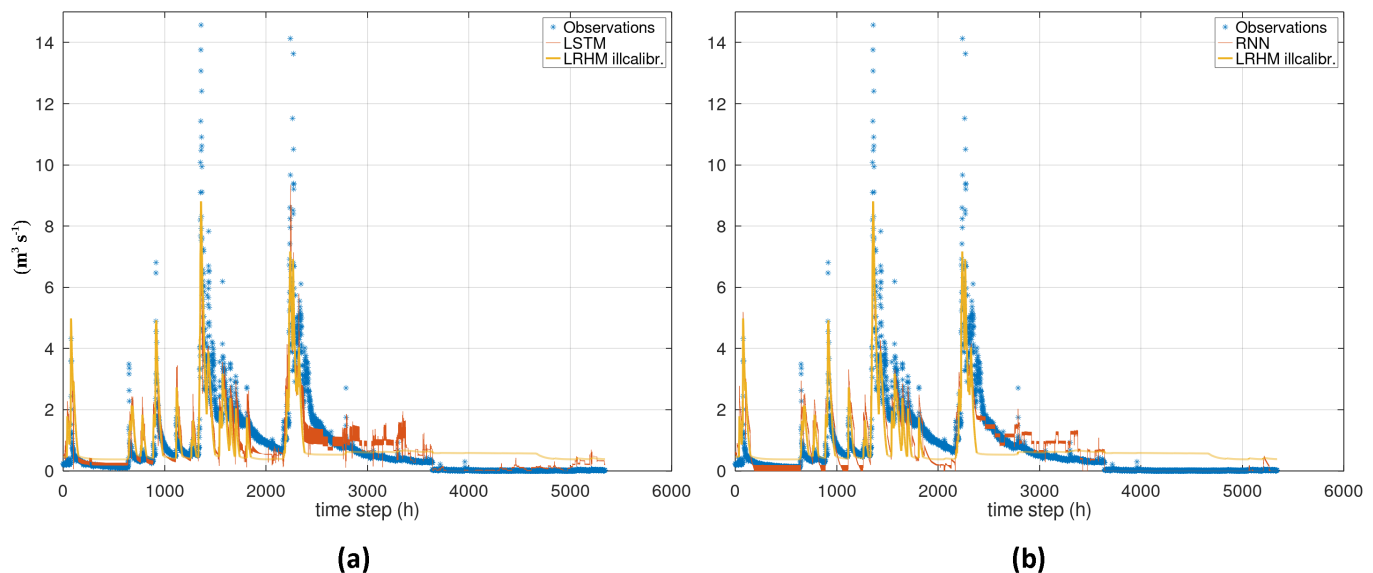 Observations
LSTM
LRHM illcalibr.
14
12
10
8
6
4
2
0
(m³ s⁻¹)
0 1000 2000 3000 4000 5000 6000
time step (h)
(a)
Observations
RNN
LRHM illcalibr.
14
12
10
8
6
4
2
0
0 1000 2000 3000 4000 5000 6000
time step (h)
(b)